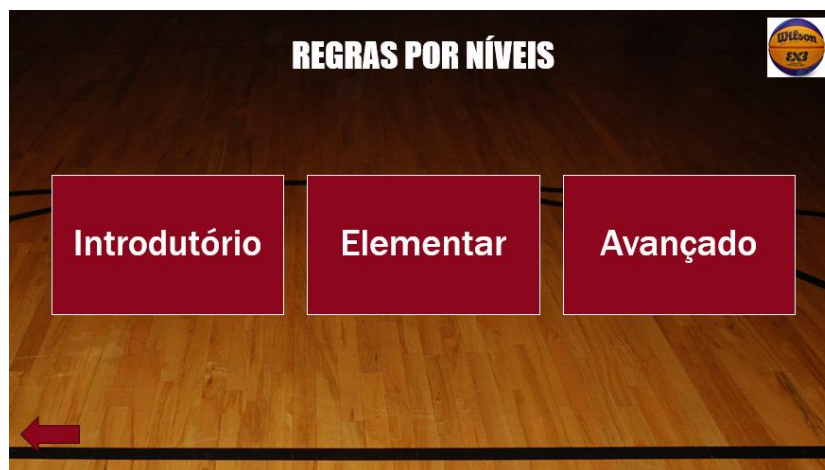 REGRAS POR NÍVEIS
Wilson
3X3
Introdutório
Elementar
Avançado